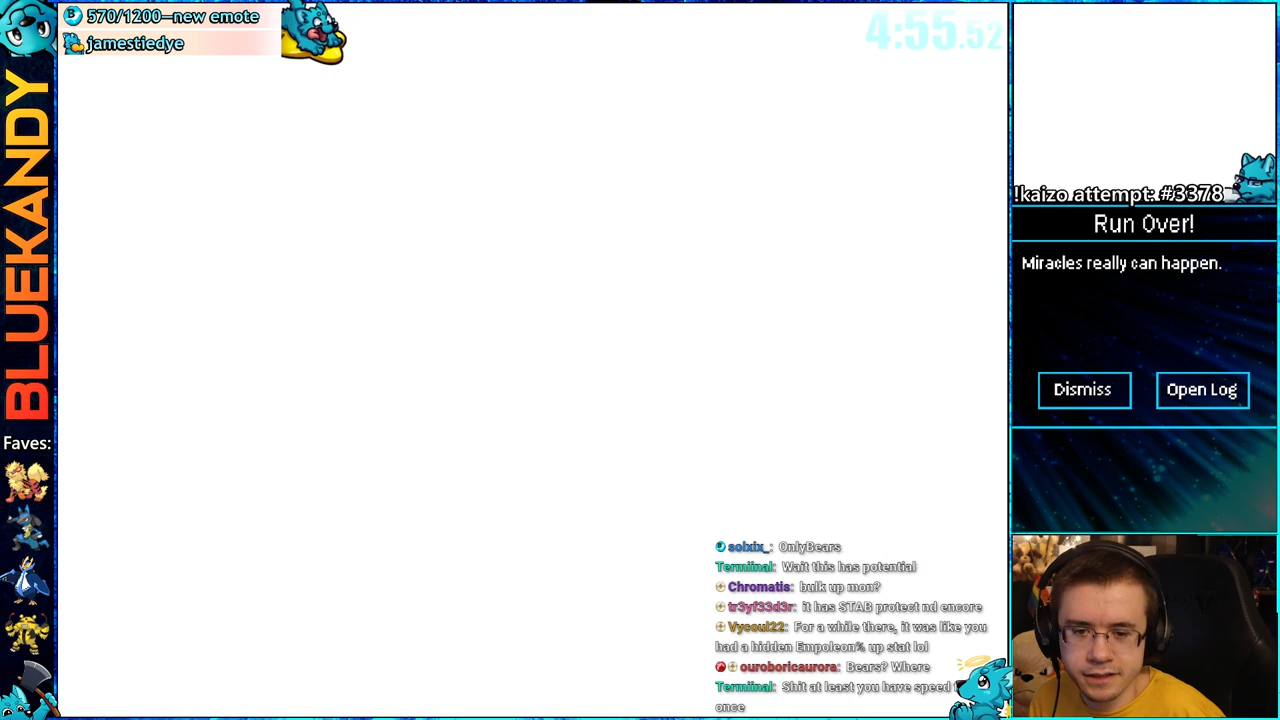 570/1200—new emote
jamestiedye
4:55.52
BLUEKANDY
Faves:
!kaizo attempt: #3378
Run Over!
Miracles really can happen.
Dismiss
Open Log
solxix_: OnlyBears
Termiinal: Wait this has potential
Chromatis: bulk up mon?
tr3yf33d3r: it has STAB protect nd encore
Vycoul22: For a while there, it was like you
had a hidden Empoleon% up stat lol
ouroboricaurora: Bears? Where
Termiinal: Shit at least you have speed
once